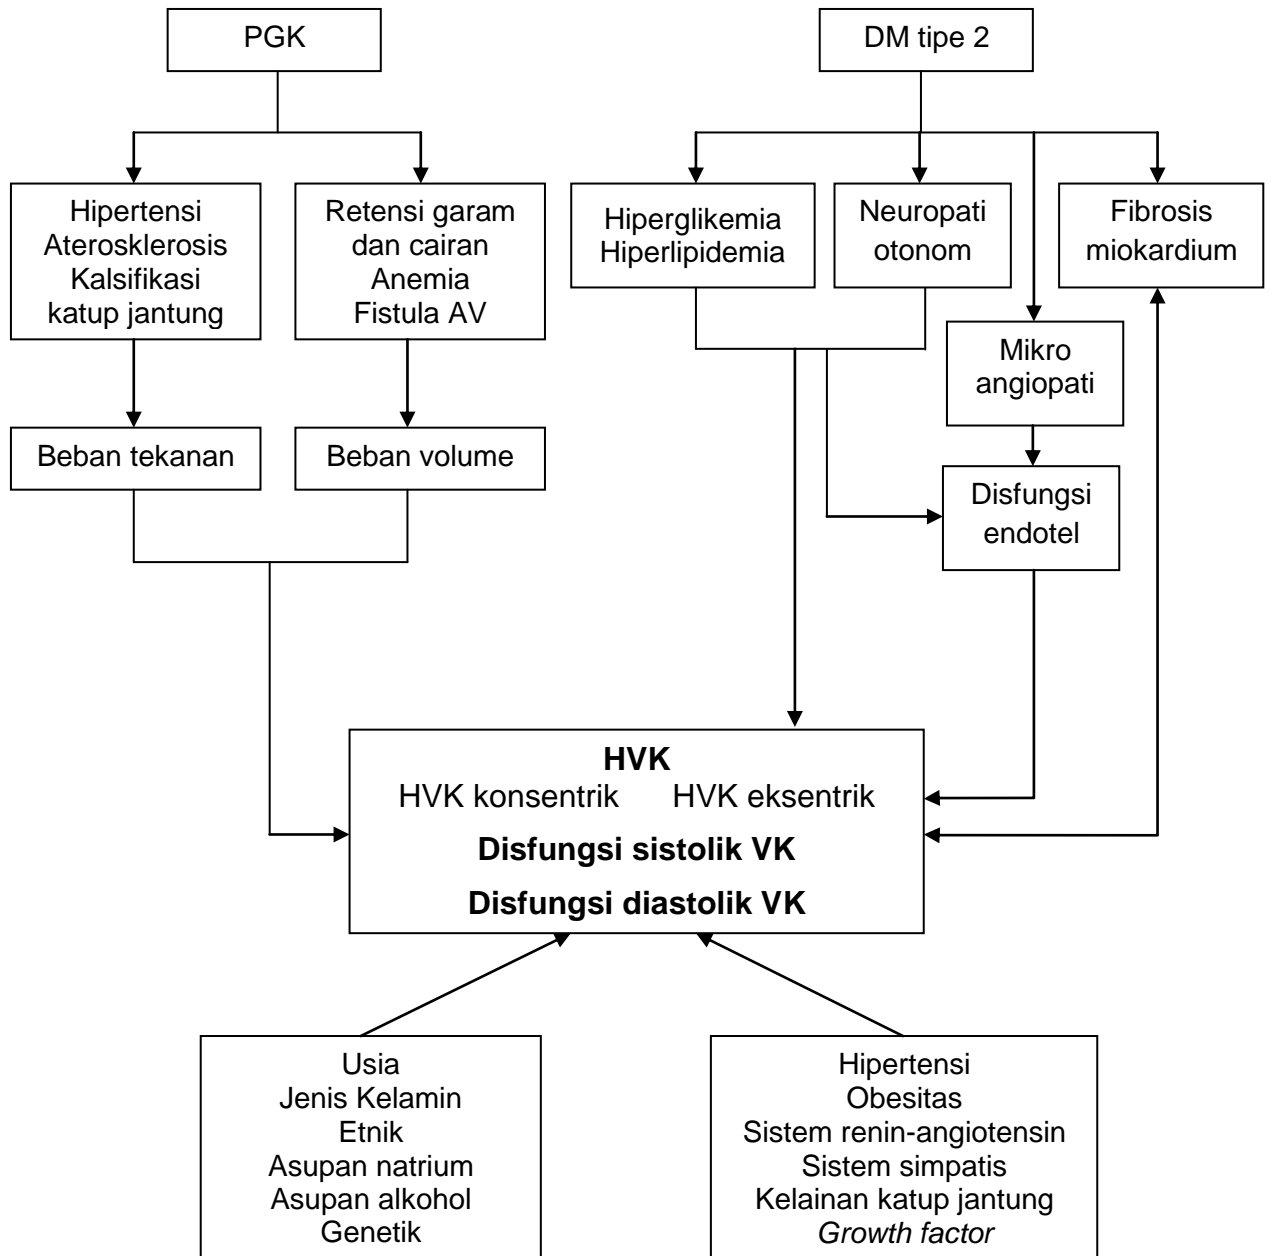 PGK
DM tipe 2
Hipertensi
Aterosklerosis
Kalsifikasi
katup jantung
Retensi garam
dan cairan
Anemia
Fistula AV
Hiperglikemia
Hiperlipidemia
Neuropati
otonom
Fibrosis
miokardium
Mikro
angiopati
Beban tekanan
Beban volume
Disfungsi
endotel
HVK
HVK konsentrik HVK eksentrik
Disfungsi sistolik VK
Disfungsi diastolik VK
Usia
Jenis Kelamin
Etnik
Asupan natrium
Asupan alkohol
Genetik
Hipertensi
Obesitas
Sistem renin-angiotensin
Sistem simpatis
Kelainan katup jantung
Growth factor